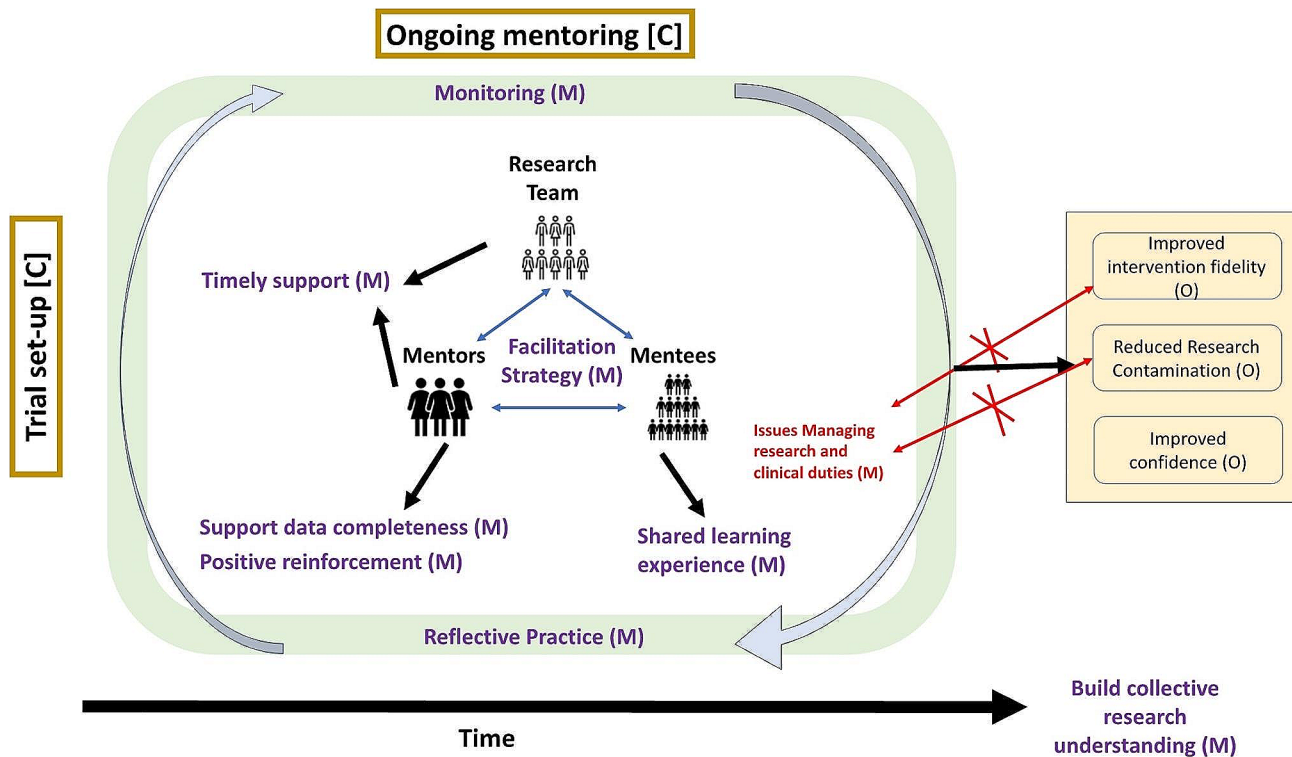 Ongoing mentoring [C]
Monitoring (M)
Trial set-up [C]
Research
Team
Timely support (M)
Mentors
Facilitation
Strategy (M)
Mentees
Issues Managing
research and
clinical duties (M)
Support data completeness (M)
Positive reinforcement (M)
Shared learning
experience (M)
Reflective Practice (M)
Improved
intervention fidelity
(O)
Reduced Research
Contamination (O)
Improved
confidence (O)
Time
Build collective
research
understanding (M)